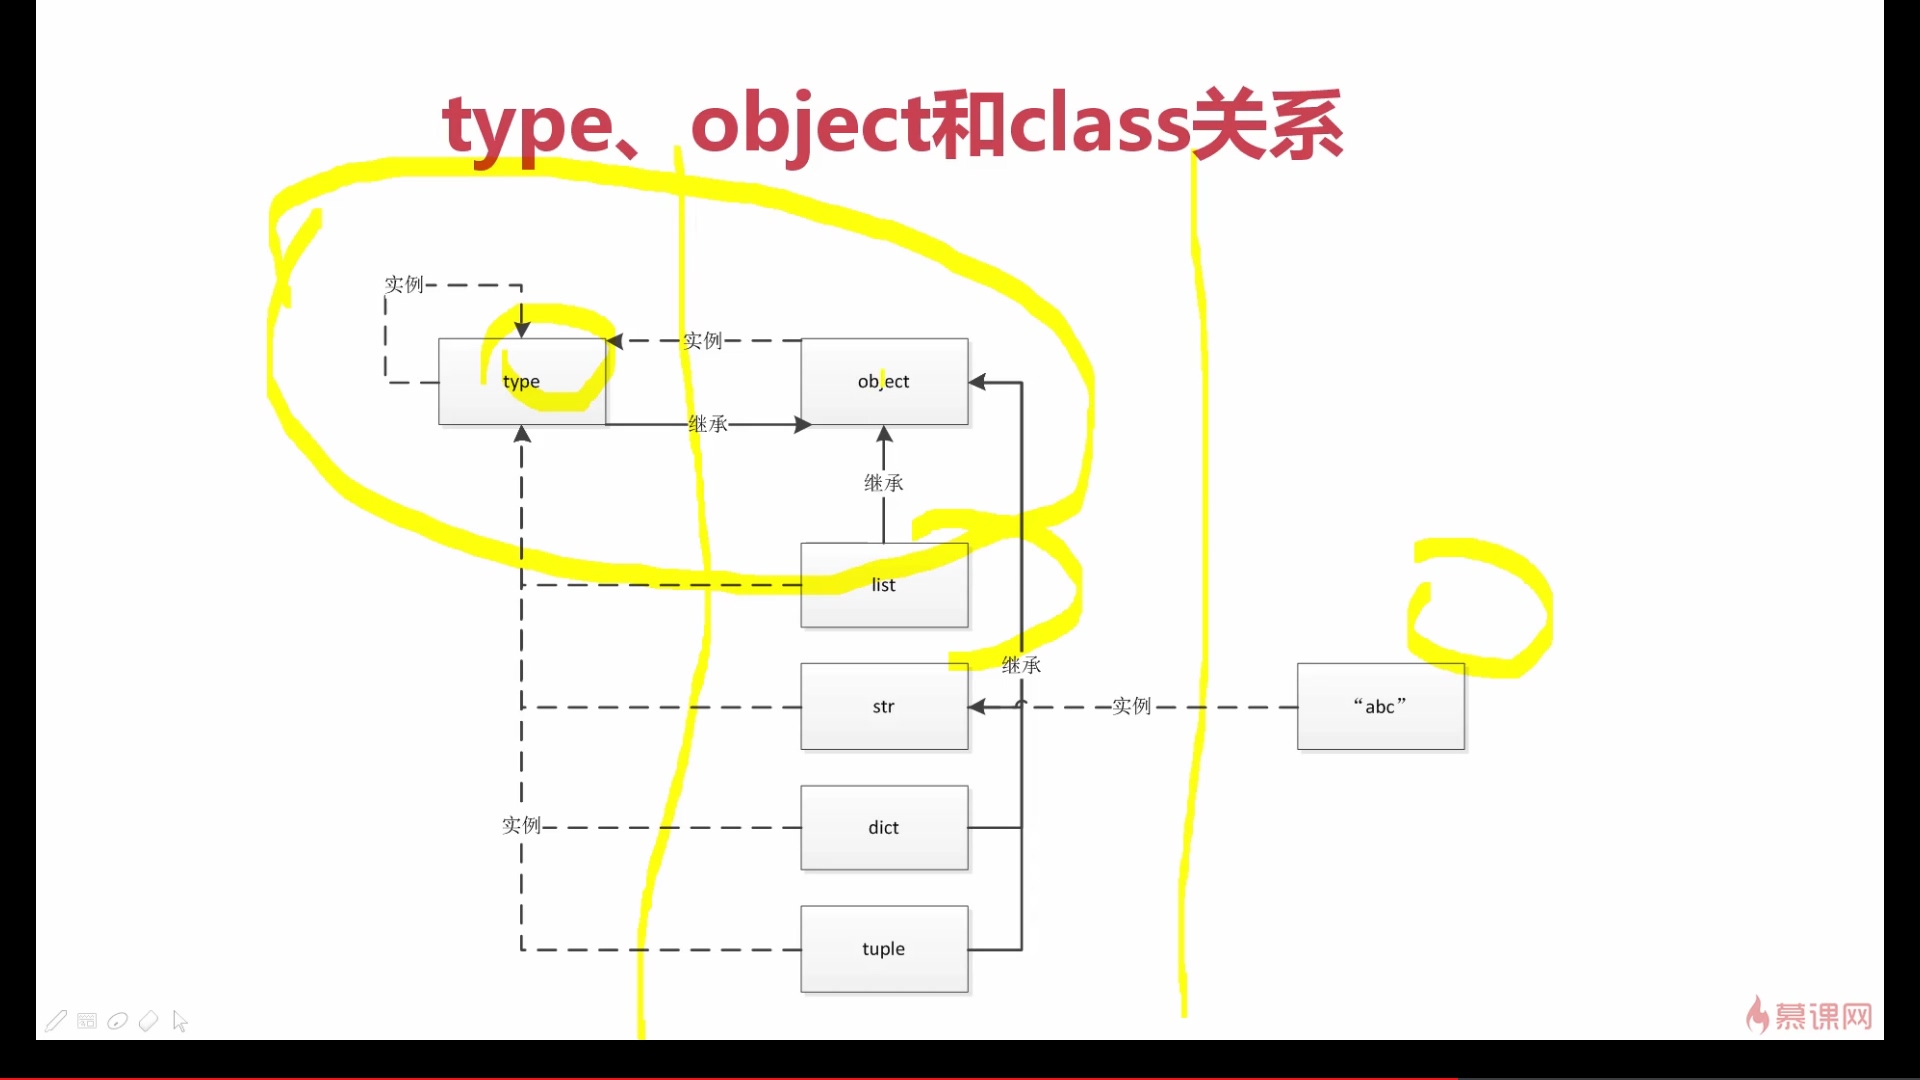 type、object和class关系
实例
实例
type
object
继承
继承
list
继承
str
实例
“abc”
实例
dict
tuple
慕课网